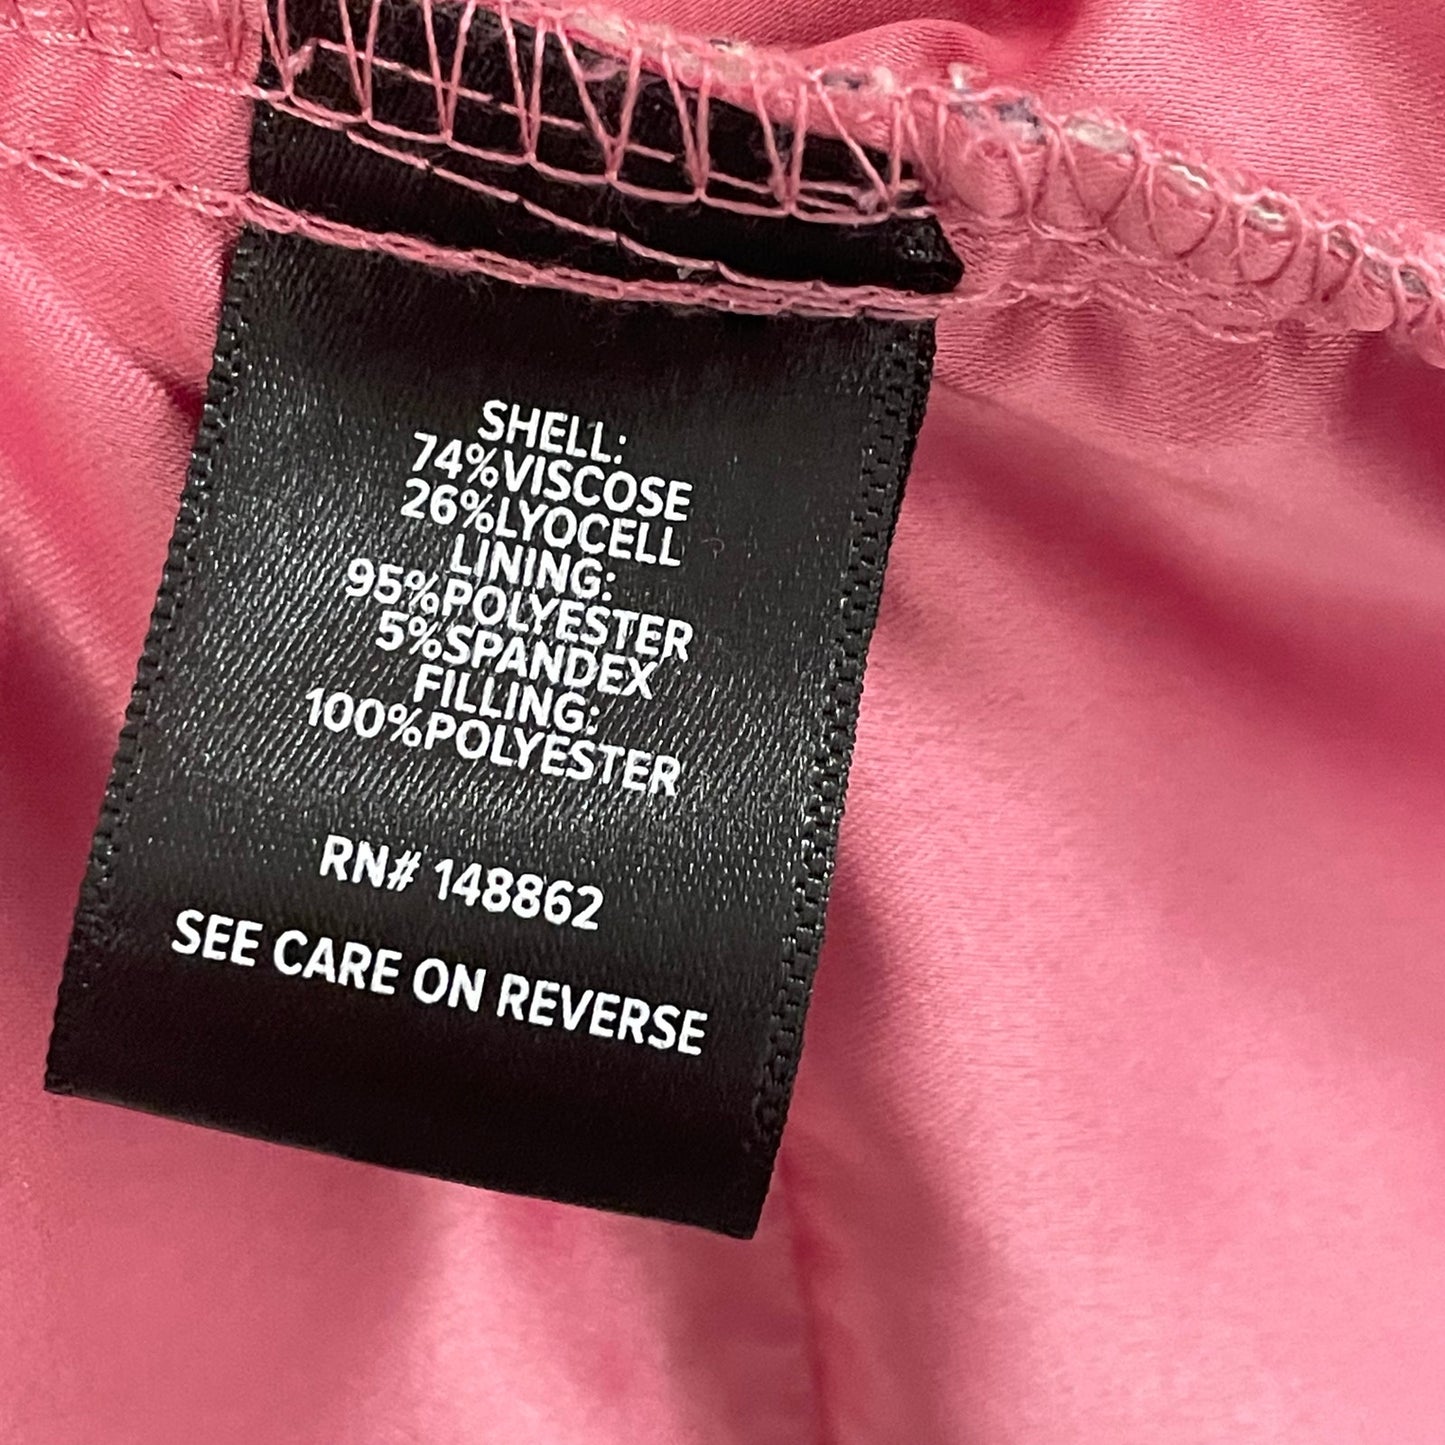 SHELL:
74%VISCOSE
26%LYOCELL
LINING:
95%POLYESTER
5%SPANDEX
FILLING:
100%POLYESTER
RN# 148862
SEE CARE ON REVERSE